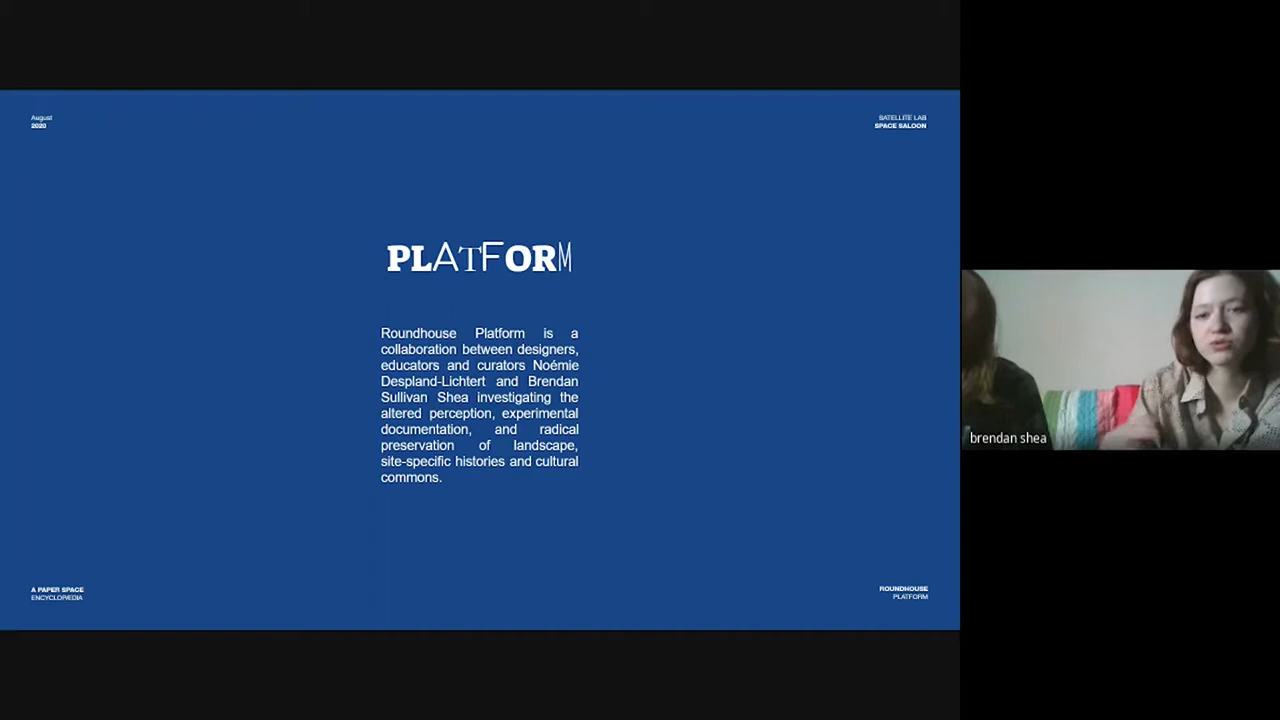 August
2020
SATELLITE LAB
SPACE SALOON
PLATFORM
Roundhouse Platform is a
collaboration between designers,
educators and curators Noémie
Despland-Lichtert and Brendan
Sullivan Shea investigating the
altered perception, experimental
documentation, and radical
preservation of landscape,
site-specific histories and cultural
commons.
brendan shea
A PAPER SPACE
ENCYCLOPÆDIA
ROUNDHOUSE
PLATFORM